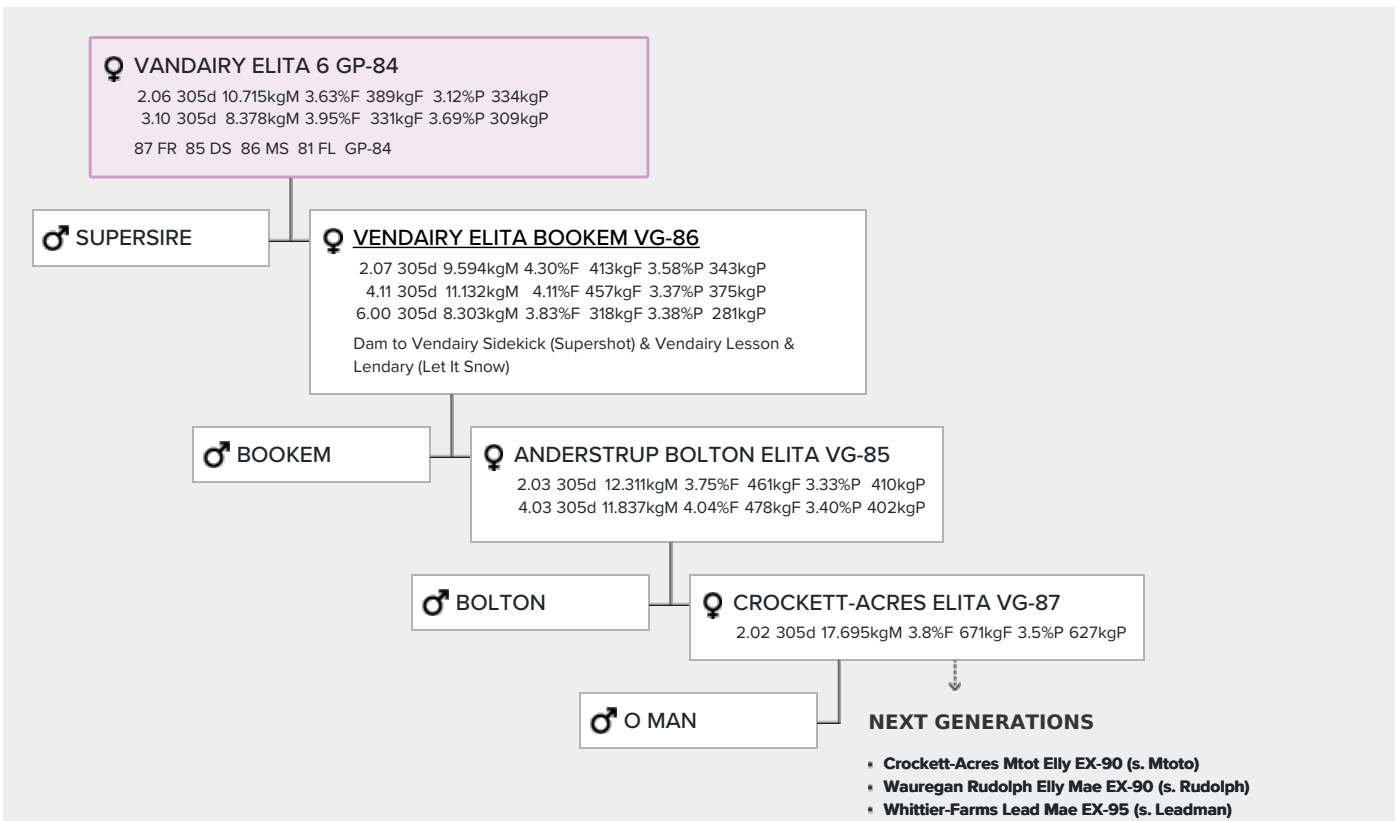 VANDAIRY ELITA 6 GP-84
2.06 305d 10.715kgM 3.63%F 389kgF 3.12%P 334kgP
3.10 305d 8.378kgM 3.95%F 331kgF 3.69%P 309kgP
87 FR 85 DS 86 MS 81 FL GP-84
SUPERSIRE
VENDAIRY ELITA BOOKEM VG-86
2.07 305d 9.594kgM 4.30%F 413kgF 3.58%P 343kgP
4.11 305d 11.132kgM 4.11%F 457kgF 3.37%P 375kgP
6.00 305d 8.303kgM 3.83%F 318kgF 3.38%P 281kgP
Dam to Vendairy Sidekick (Supershot) & Vendairy Lesson &
Lendary (Let It Snow)
BOOKEM
ANDERSTRUP BOLTON ELITA VG-85
2.03 305d 12.311kgM 3.75%F 461kgF 3.33%P 410kgP
4.03 305d 11.837kgM 4.04%F 478kgF 3.40%P 402kgP
BOLTON
CROCKETT-ACRES ELITA VG-87
2.02 305d 17.695kgM 3.8%F 671kgF 3.5%P 627kgP
O MAN
NEXT GENERATIONS
Crockett-Acres Mtot Elly EX-90 (s. Mtoto)
Wauregan Rudolph Elly Mae EX-90 (s. Rudolph)
Whittier-Farms Lead Mae EX-95 (s. Leadman)